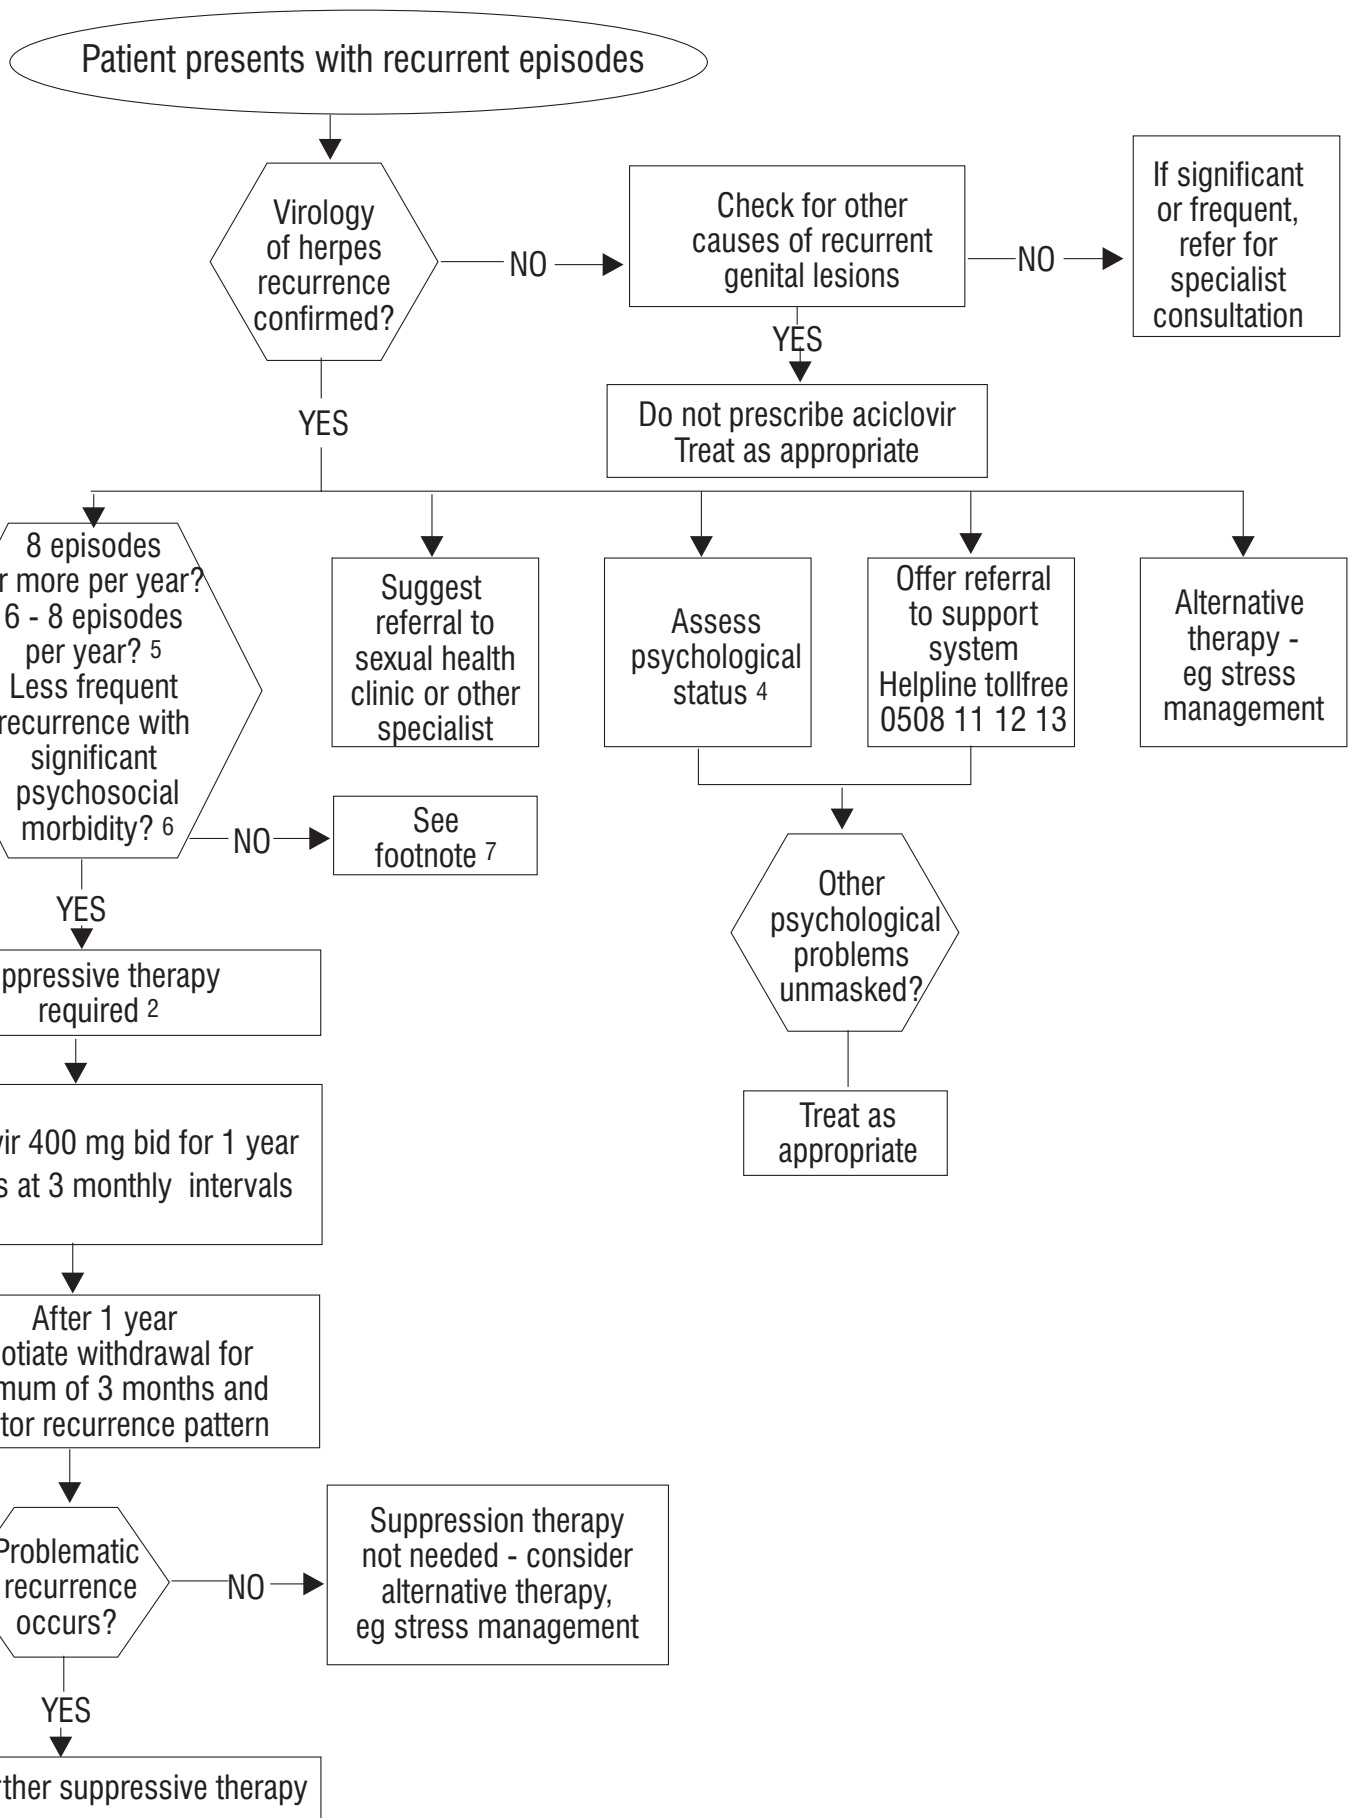 Patient presents with recurrent episodes
Virology
of herpes
recurrence
confirmed?
NO
Check for other
causes of recurrent
genital lesions
NO
If significant
or frequent,
refer for
specialist
consultation
YES
Do not prescribe aciclovir
Treat as appropriate
YES
8 episodes
r more per year?
6 - 8 episodes
per year? 5
Less frequent
recurrence with
significant
psychosocial
morbidity? 6
Suggest
referral to
sexual health
clinic or other
specialist
Assess
psychological
status 4
Offer referral
to support
system
Helpline tollfree
0508 11 12 13
Alternative
therapy -
eg stress
management
NO
See
footnote 7
Other
psychological
problems
unmasked?
Treat as
appropriate
YES
ppressive therapy
required 2
vir 400 mg bid for 1 year
s at 3 monthly intervals
After 1 year
otiate withdrawal for
mum of 3 months and
tor recurrence pattern
Problematic
recurrence
occurs?
NO
Suppression therapy
not needed - consider
alternative therapy,
eg stress management
YES
ther suppressive therapy